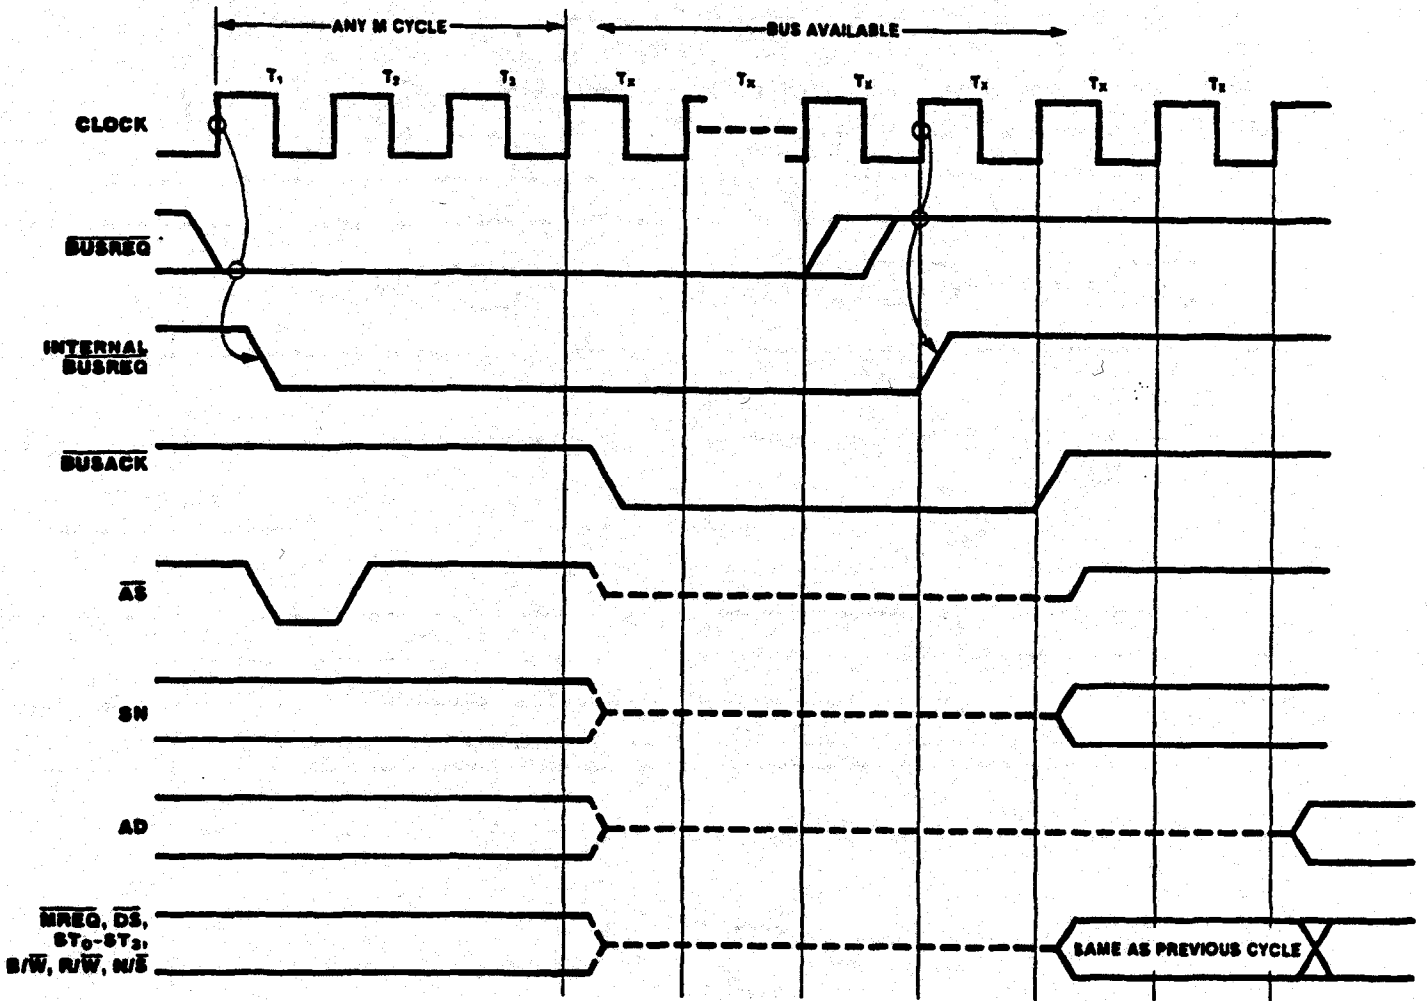 ANY M CYCLE
BUS AVAILABLE
T₁ T₂ T₃ Tₓ Tₓ Tₓ Tₓ Tₓ Tₓ
CLOCK
BUSREQ
INTERNAL
BUSREQ
BUSACK
AS
SN
AD
MREQ, DS,
ST₀-ST₃,
B/W, R/W, N/S
SAME AS PREVIOUS CYCLE